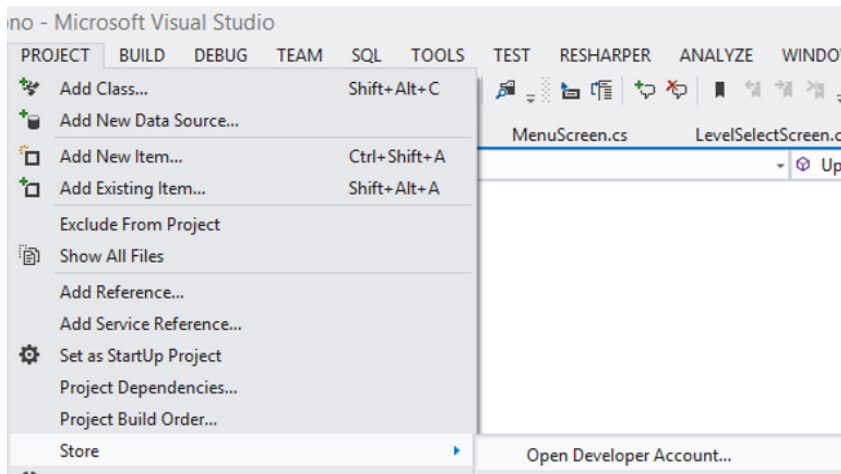 no - Microsoft Visual Studio
PROJECT BUILD DEBUG TEAM SQL TOOLS TEST RESHARPER ANALYZE WINDO
Add Class... Shift+Alt+C
Add New Data Source...
MenuScreen.cs LevelSelectScreen.c
Add New Item... Ctrl+Shift+A
Up
Add Existing Item... Shift+Alt+A
Exclude From Project
Show All Files
Add Reference...
Add Service Reference...
Set as StartUp Project
Project Dependencies...
Project Build Order...
Store
Open Developer Account...